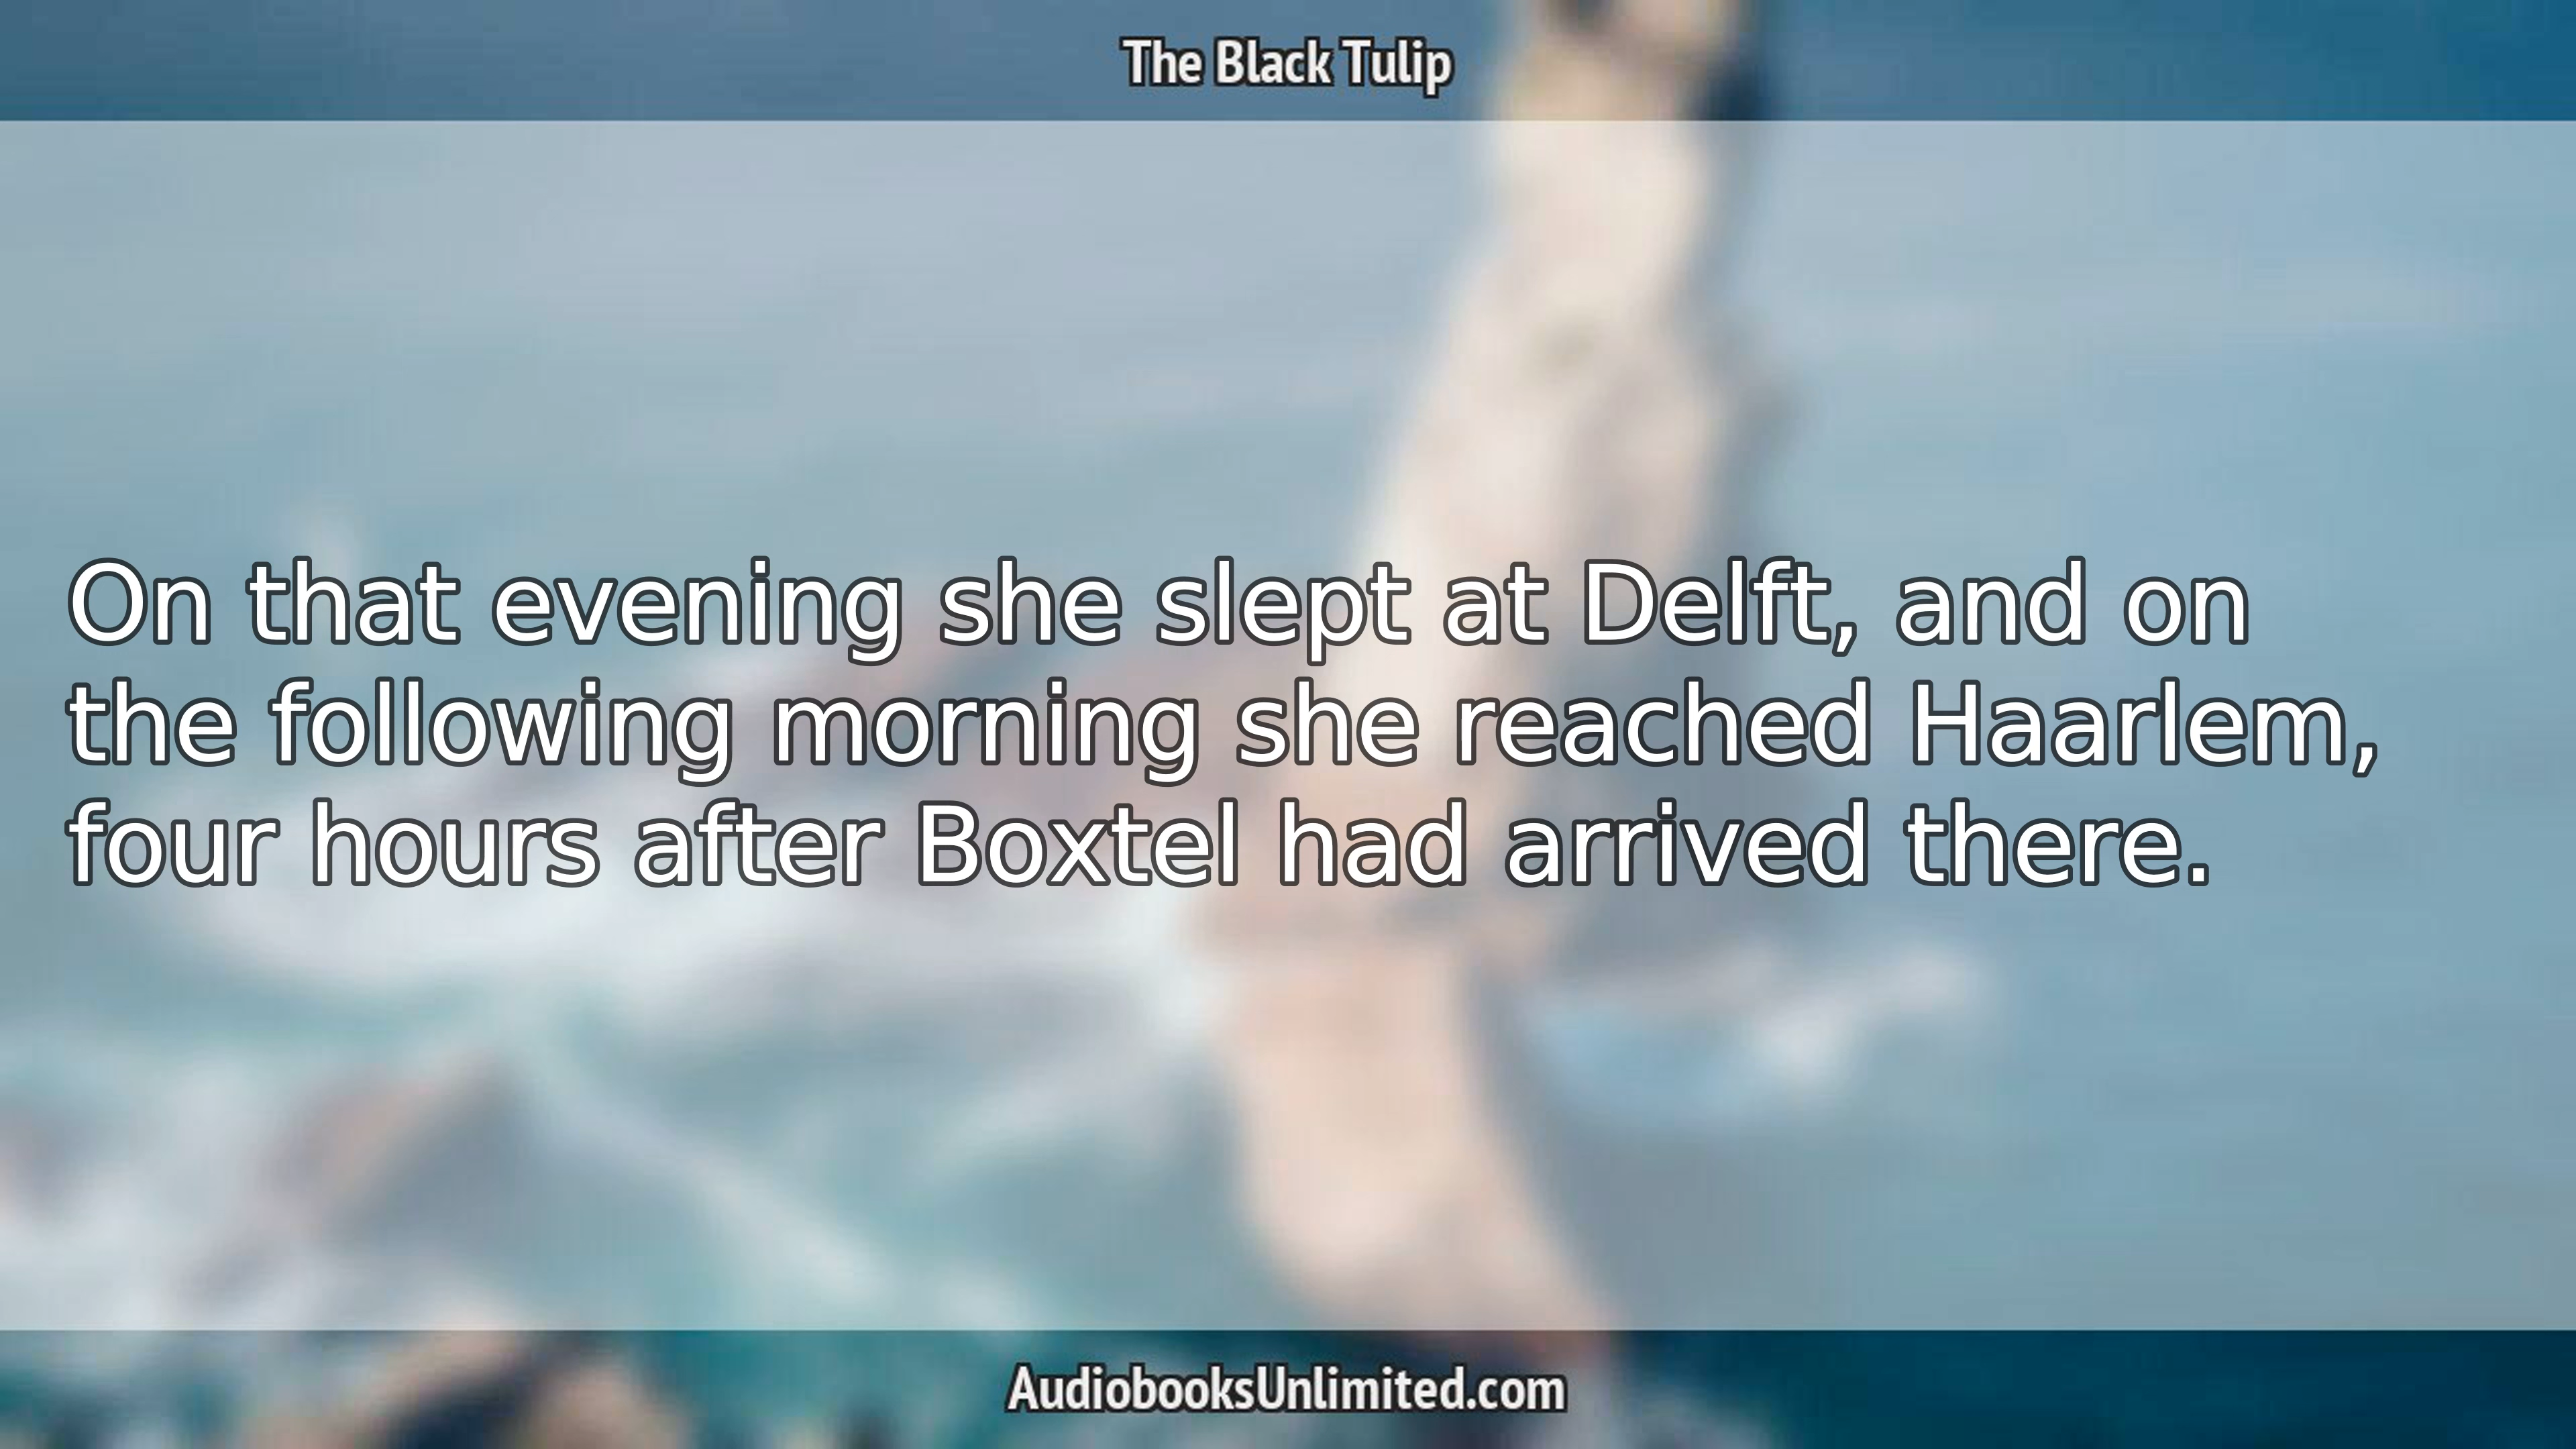 The Black Tulip
On that evening she slept at Delft, and on
the following morning she reached Haarlem,
four hours after Boxtel had arrived there.
AudiobooksUnlimited.com